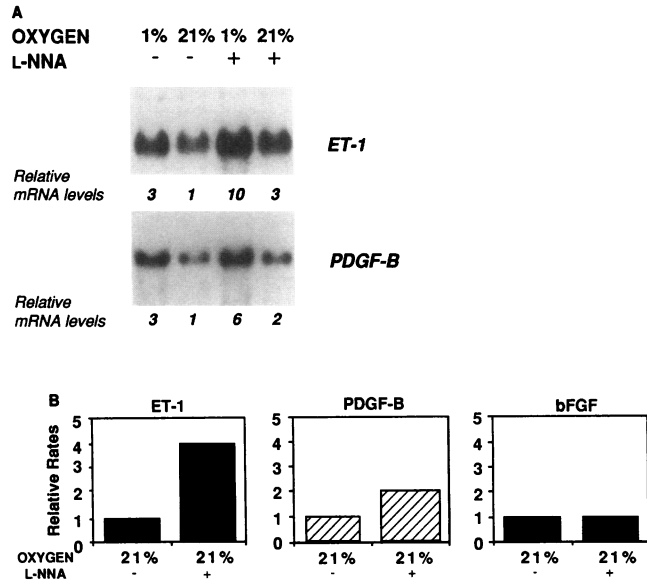 A
OXYGEN 1% 21% 1% 21%
L-NNA - - + +
ET-1
Relative
mRNA levels 3 1 10 3
PDGF-B
Relative
mRNA levels 3 1 6 2
B
ET-1 PDGF-B bFGF
Relative Rates
5 5 5
4 4 4
3 3 3
2 2 2
1 1 1
0 0 0
OXYGEN 21% 21% 21% 21% 21% 21%
L-NNA - + - + - +